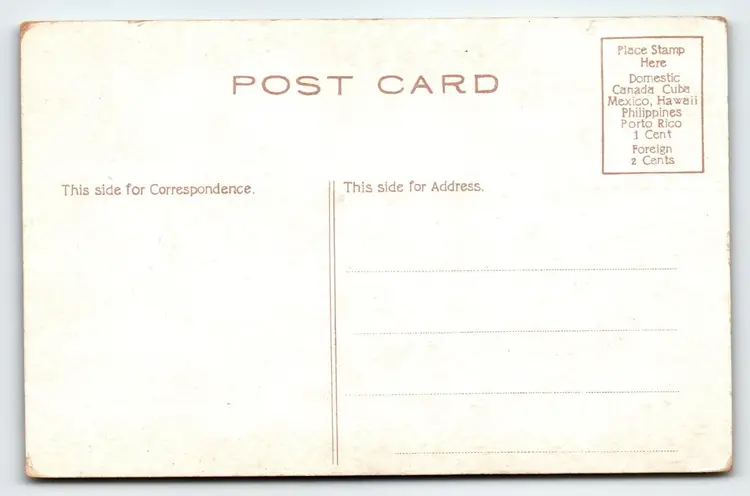 POST CARD
Place Stamp
Here
Domestic
Canada Cuba
Mexico, Hawaii
Philippines
Porto Rico
1 Cent
Foreign
2 Cents
This side for Correspondence.
This side for Address.